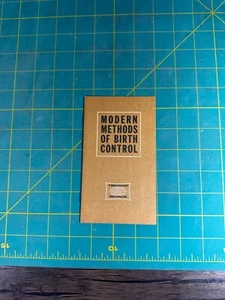 MODERN
METHODS
OF BIRTH
CONTROL